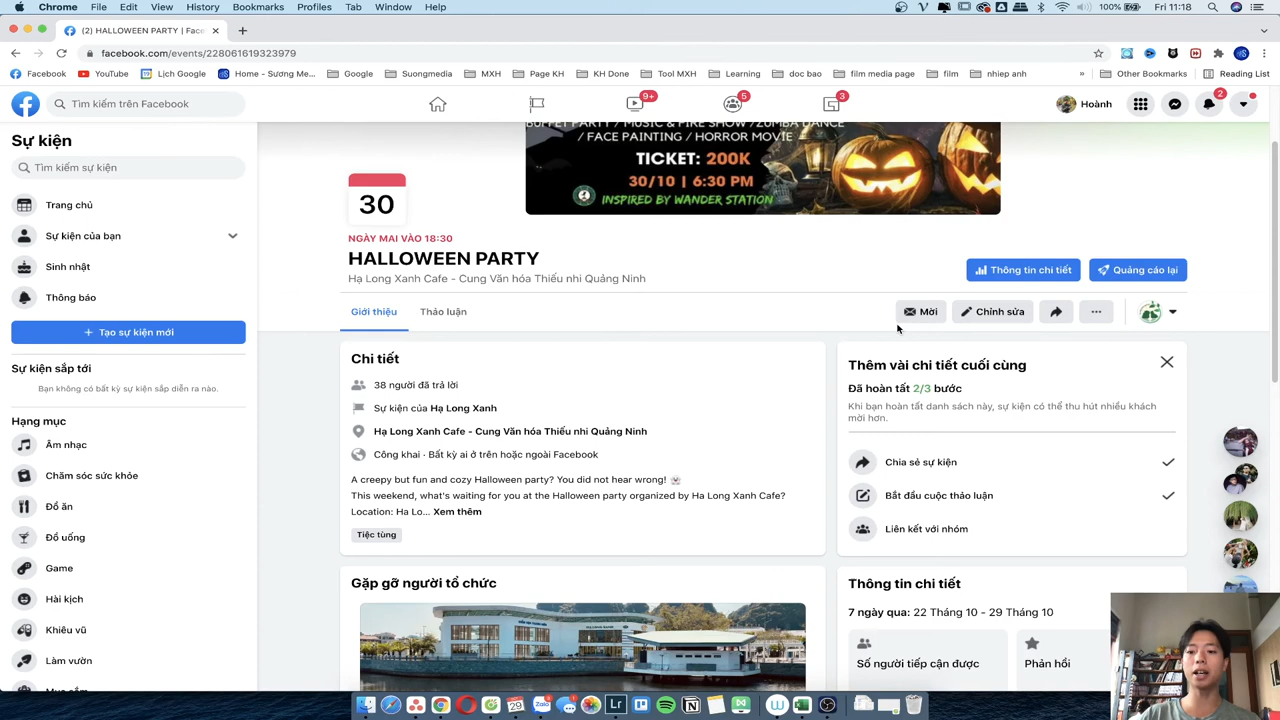 Chrome File Edit View History Bookmarks Profiles Tab Window Help 100% Fri 11:18
(2) HALLOWEEN PARTY | Face
facebook.com/events/228061619323979
Facebook YouTube Lịch Google Home - Sương Me... Google Suongmedia MXH Page KH KH Done Tool MXH Learning doc bao film media page film nhiep anh » Other Bookmarks Reading List
Tìm kiếm trên Facebook 9+ 5 3 Hoành 2
Sự kiện
Tìm kiếm sự kiện
Trang chủ
Sự kiện của bạn
Sinh nhật
Thông báo
+ Tạo sự kiện mới
Sự kiện sắp tới
Bạn không có bất kỳ sự kiện sắp diễn ra nào.
Hạng mục
Âm nhạc
Chăm sóc sức khỏe
Đồ ăn
Đồ uống
Game
Hài kịch
Khiêu vũ
Làm vườn
Mua sắm
BUFFET PARTY / MUSIC & FIRE SHOW /ZUMBA DANCE
/ FACE PAINTING / HORROR MOVIE
TICKET: 200K
30/10 | 6:30 PM
INSPIRED BY WANDER STATION
30
NGÀY MAI VÀO 18:30
HALLOWEEN PARTY
Hạ Long Xanh Cafe - Cung Văn hóa Thiếu nhi Quảng Ninh
Thông tin chi tiết Quảng cáo lại
Giới thiệu Thảo luận Mời Chỉnh sửa
Chi tiết
38 người đã trả lời
Sự kiện của Hạ Long Xanh
Hạ Long Xanh Cafe - Cung Văn hóa Thiếu nhi Quảng Ninh
Công khai · Bất kỳ ai ở trên hoặc ngoài Facebook
A creepy but fun and cozy Halloween party? You did not hear wrong! 👻
This weekend, what's waiting for you at the Halloween party organized by Ha Long Xanh Cafe?
Location: Ha Lo... Xem thêm
Tiệc tùng
Gặp gỡ người tổ chức
Thêm vài chi tiết cuối cùng
Đã hoàn tất 2/3 bước
Khi bạn hoàn tất danh sách này, sự kiện có thể thu hút nhiều khách
mời hơn.
Chia sẻ sự kiện
Bắt đầu cuộc thảo luận
Liên kết với nhóm
Thông tin chi tiết
7 ngày qua: 22 Tháng 10 - 29 Tháng 10
Số người tiếp cận được Phản hồi